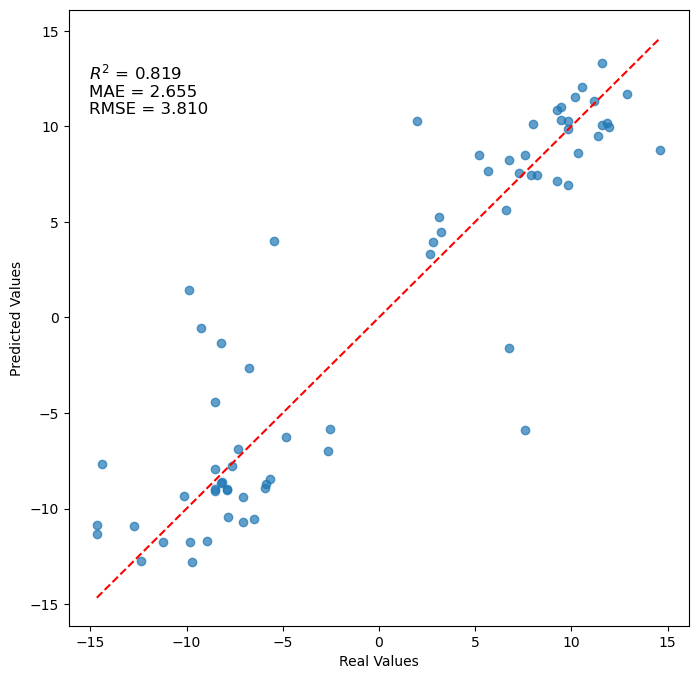 15
10
5
0
−5
−10
−15
R² = 0.819
MAE = 2.655
RMSE = 3.810
Predicted Values
−15 −10 −5 0 5 10 15
Real Values